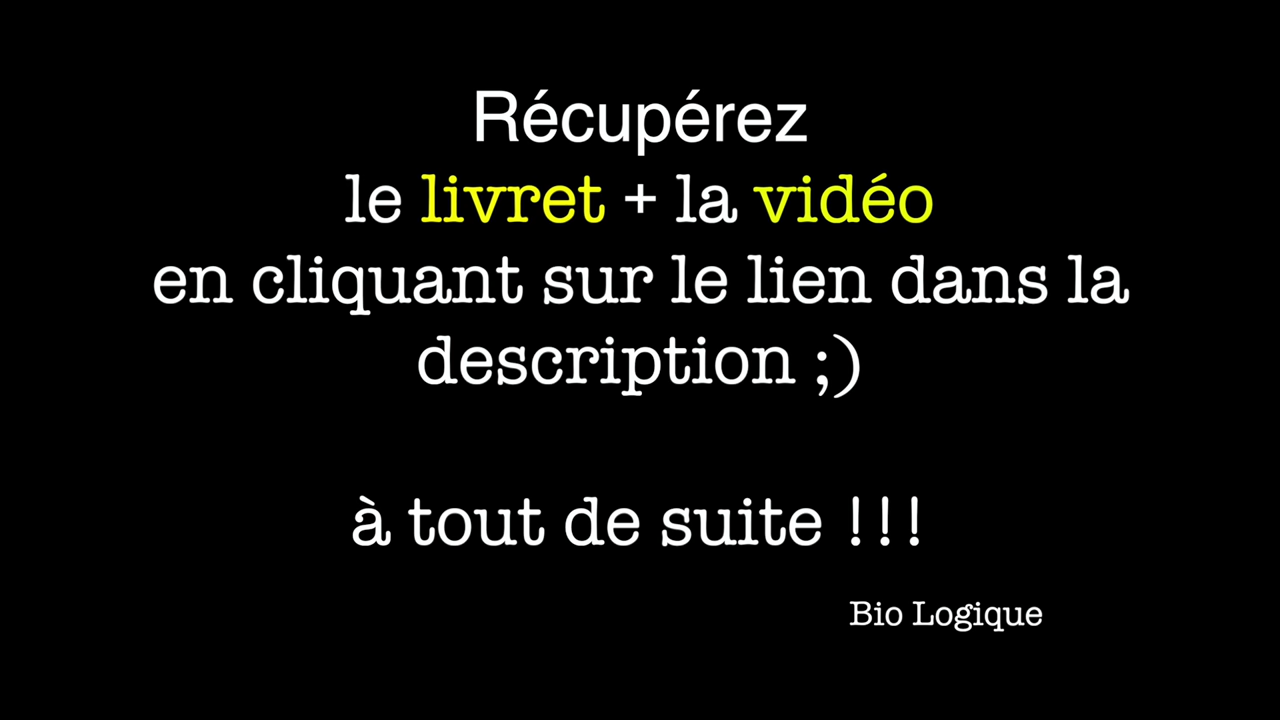 Récupérez
le livret + la vidéo
en cliquant sur le lien dans la
description ;)
à tout de suite !!!
Bio Logique